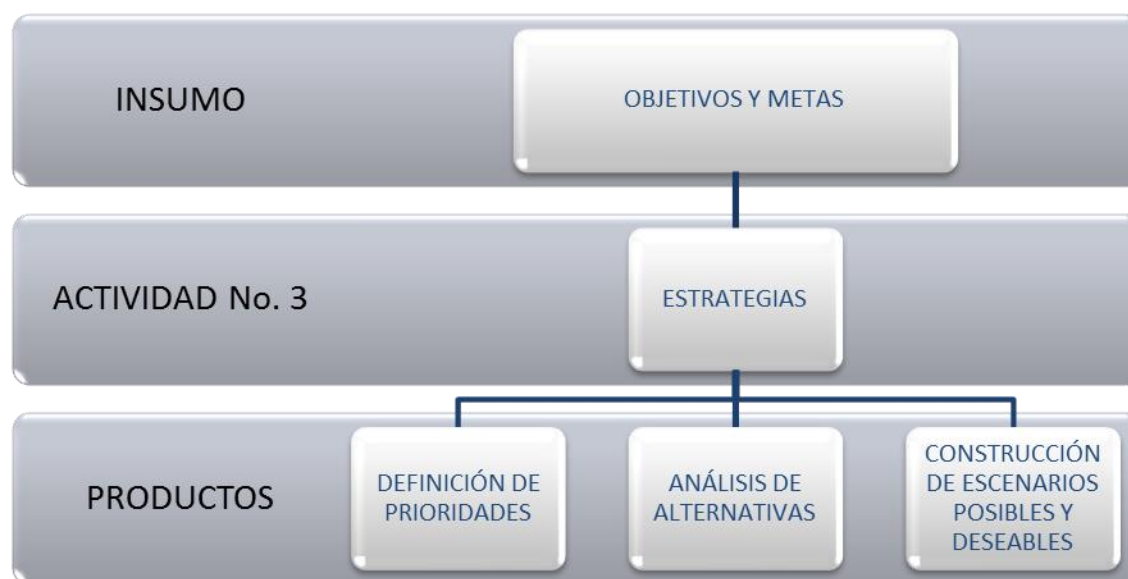 INSUMO
OBJETIVOS Y METAS
ACTIVIDAD No. 3
ESTRATEGIAS
PRODUCTOS
DEFINICIÓN DE
PRIORIDADES
ANÁLISIS DE
ALTERNATIVAS
CONSTRUCCIÓN
DE ESCENARIOS
POSIBLES Y
DESEABLES